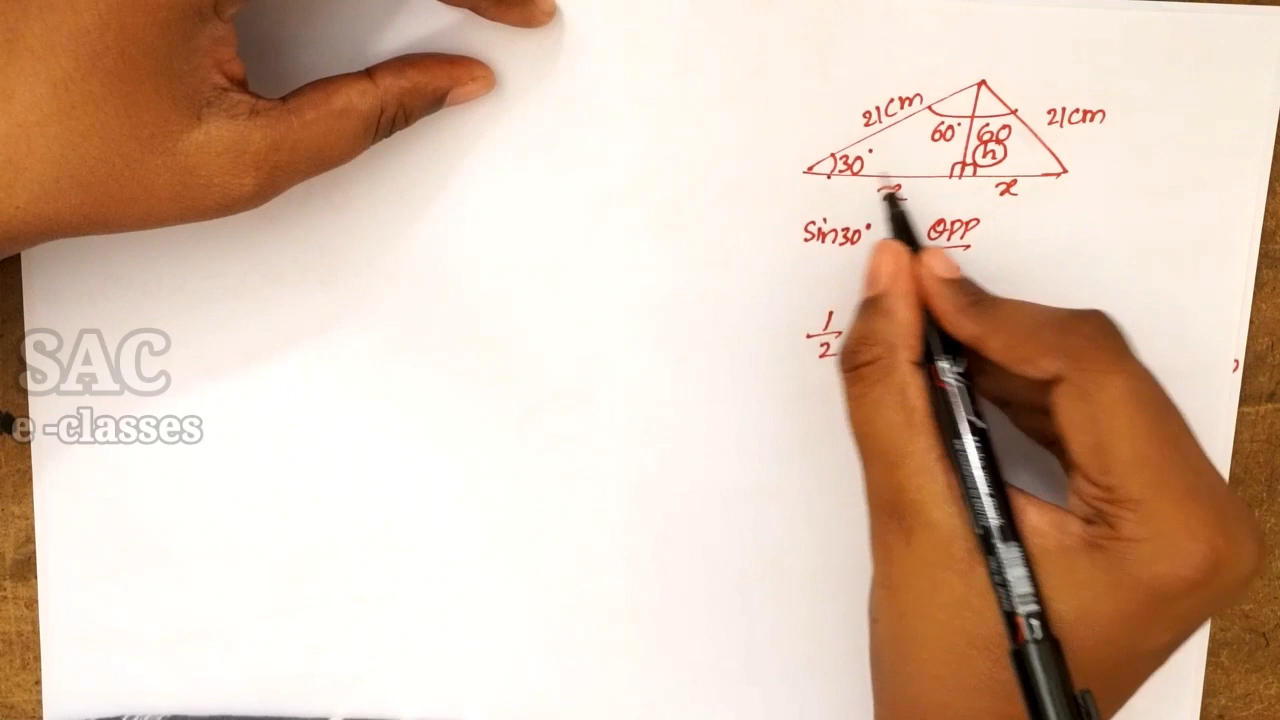 21cm 21cm
60° 60
h
30°
x x
sin30° OPP
1
2
SAC
e-classes